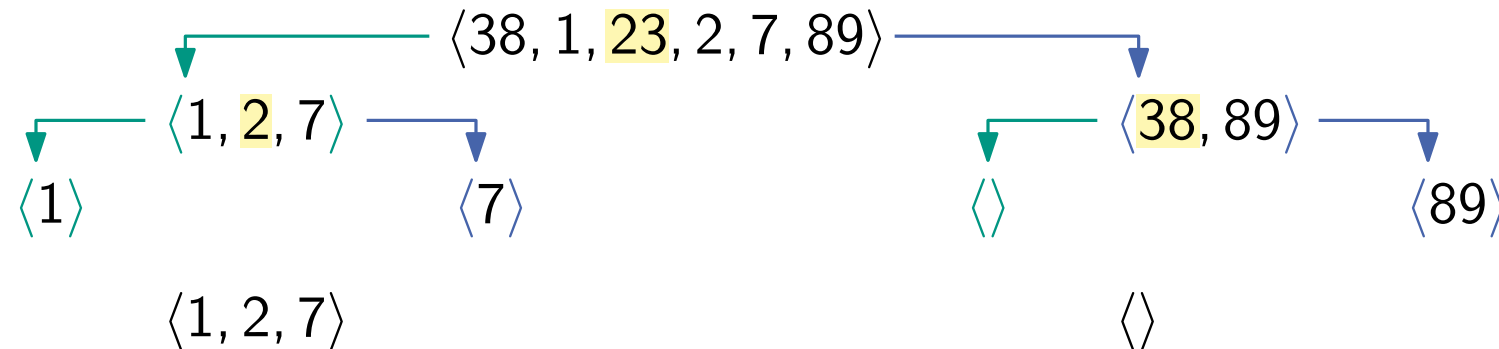 ⟨38, 1, 23, 2, 7, 89⟩
⟨1, 2, 7⟩ ⟨38, 89⟩
⟨1⟩ ⟨7⟩ ⟨⟩ ⟨89⟩
⟨1, 2, 7⟩ ⟨⟩